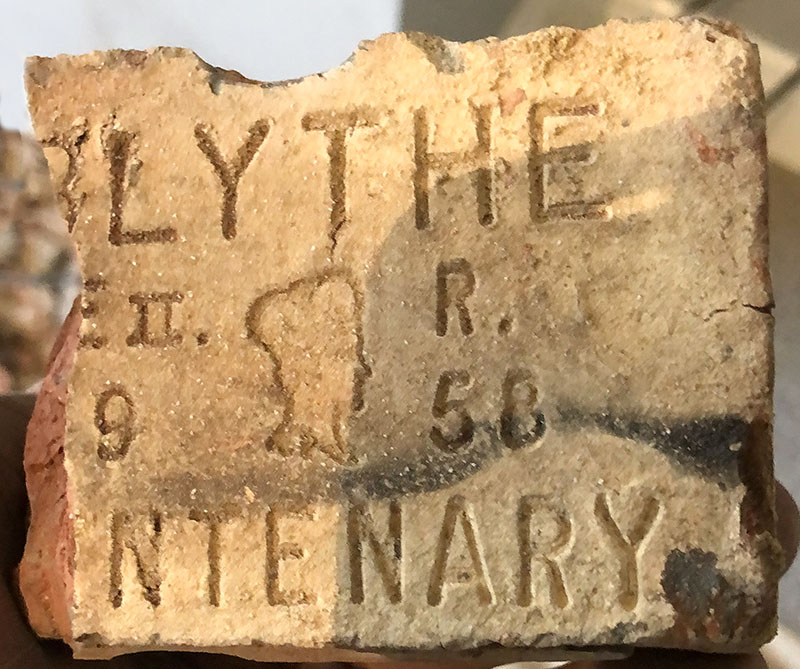 LYTHE
E II. R.
9 58
NTENARY